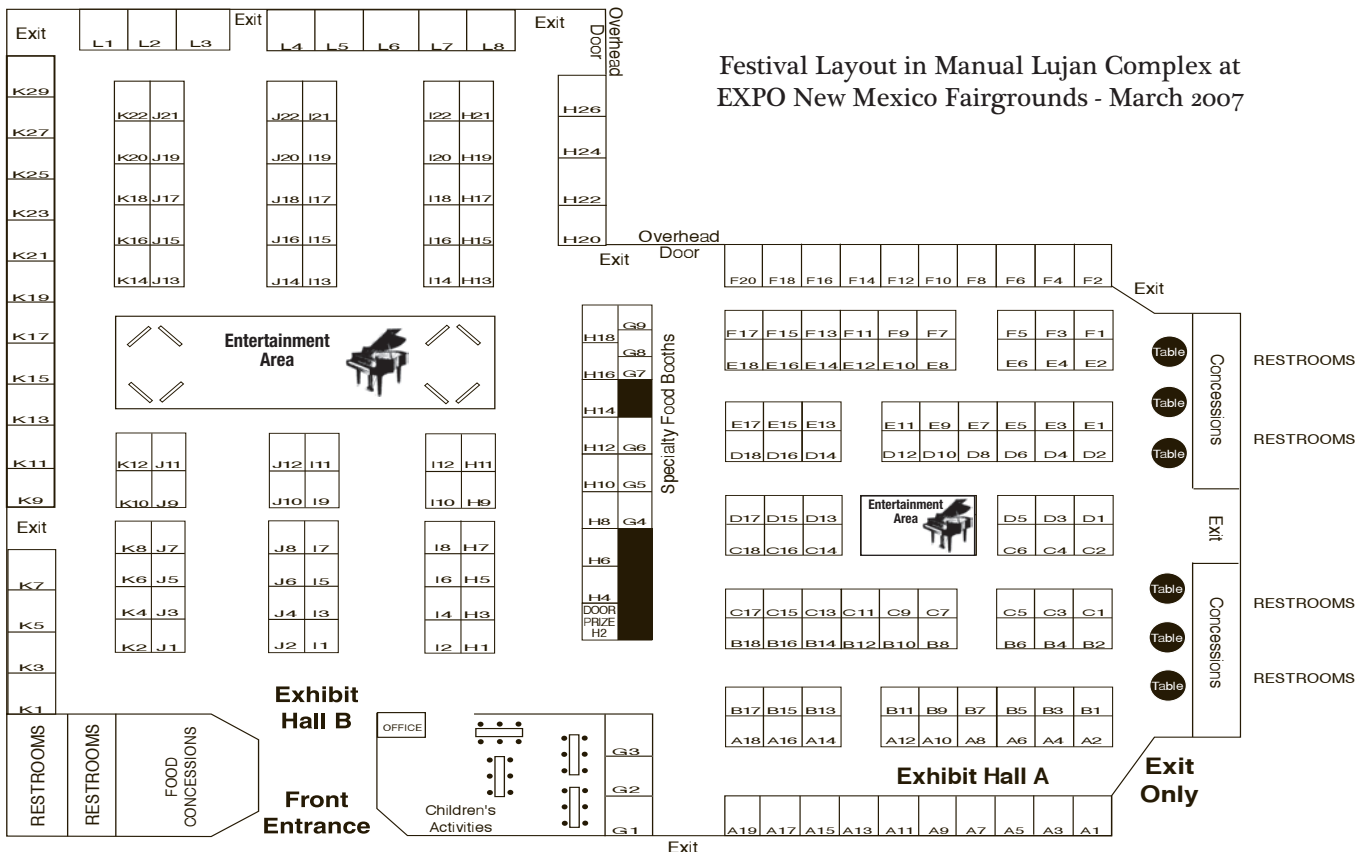 Festival Layout in Manual Lujan Complex at
EXPO New Mexico Fairgrounds - March 2007
Exit
L1 L2 L3
Exit
L4 L5 L6 L7 L8
Exit
Overhead
Door
K29
K27
K25
K23
K21
K19
K17
K15
K13
K11
K9
Exit
K7
K5
K3
K1
K22 J21
K20 J19
K18 J17
K16 J15
K14 J13
J22 I21
J20 I19
J18 I17
J16 I15
J14 I13
I22 H21
I20 H19
I18 H17
I16 H15
I14 H13
H26
H24
H22
H20
Exit
Overhead
Door
Entertainment
Area
K12 J11
K10 J9
J12 I11
J10 I9
I12 H11
I10 H9
K8 J7
K6 J5
K4 J3
K2 J1
J8 I7
J6 I5
J4 I3
J2 I1
I8 H7
I6 H5
I4 H3
I2 H1
H18 G9
G8
H16 G7
H14
H12 G6
H10 G5
H8 G4
H6
H4
DOOR
PRIZE
H2
Specialty Food Booths
F20 F18 F16 F14 F12 F10 F8 F6 F4 F2
Exit
F17 F15 F13 F11 F9 F7 F5 F3 F1
E18 E16 E14 E12 E10 E8 E6 E4 E2
E17 E15 E13 E11 E9 E7 E5 E3 E1
D18 D16 D14 D12 D10 D8 D6 D4 D2
D17 D15 D13
C18 C16 C14
Entertainment
Area
D5 D3 D1
C6 C4 C2
C17 C15 C13 C11 C9 C7 C5 C3 C1
B18 B16 B14 B12 B10 B8 B6 B4 B2
B17 B15 B13 B11 B9 B7 B5 B3 B1
A18 A16 A14 A12 A10 A8 A6 A4 A2
Exhibit Hall A
A19 A17 A15 A13 A11 A9 A7 A5 A3 A1
Table
Table
Table
Concessions
RESTROOMS
RESTROOMS
Exit
Table
Table
Table
Concessions
RESTROOMS
RESTROOMS
Exit
Only
Exhibit
Hall B
RESTROOMS
RESTROOMS
FOOD
CONCESSIONS
Front
Entrance
OFFICE
Children's
Activities
G3
G2
G1
Exit